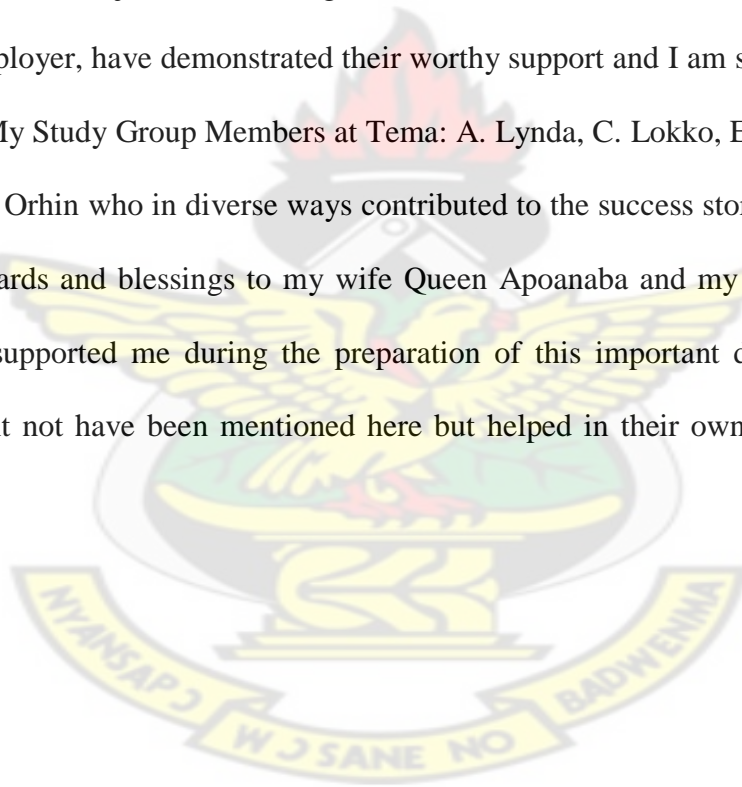 ployer, have demonstrated their worthy support and I am s
My Study Group Members at Tema: A. Lynda, C. Lokko, E
Orhin who in diverse ways contributed to the success stor
ards and blessings to my wife Queen Apoanaba and my
supported me during the preparation of this important
t not have been mentioned here but helped in their own
NYANSAPƆ
WƆSANE NO
BADWENMA